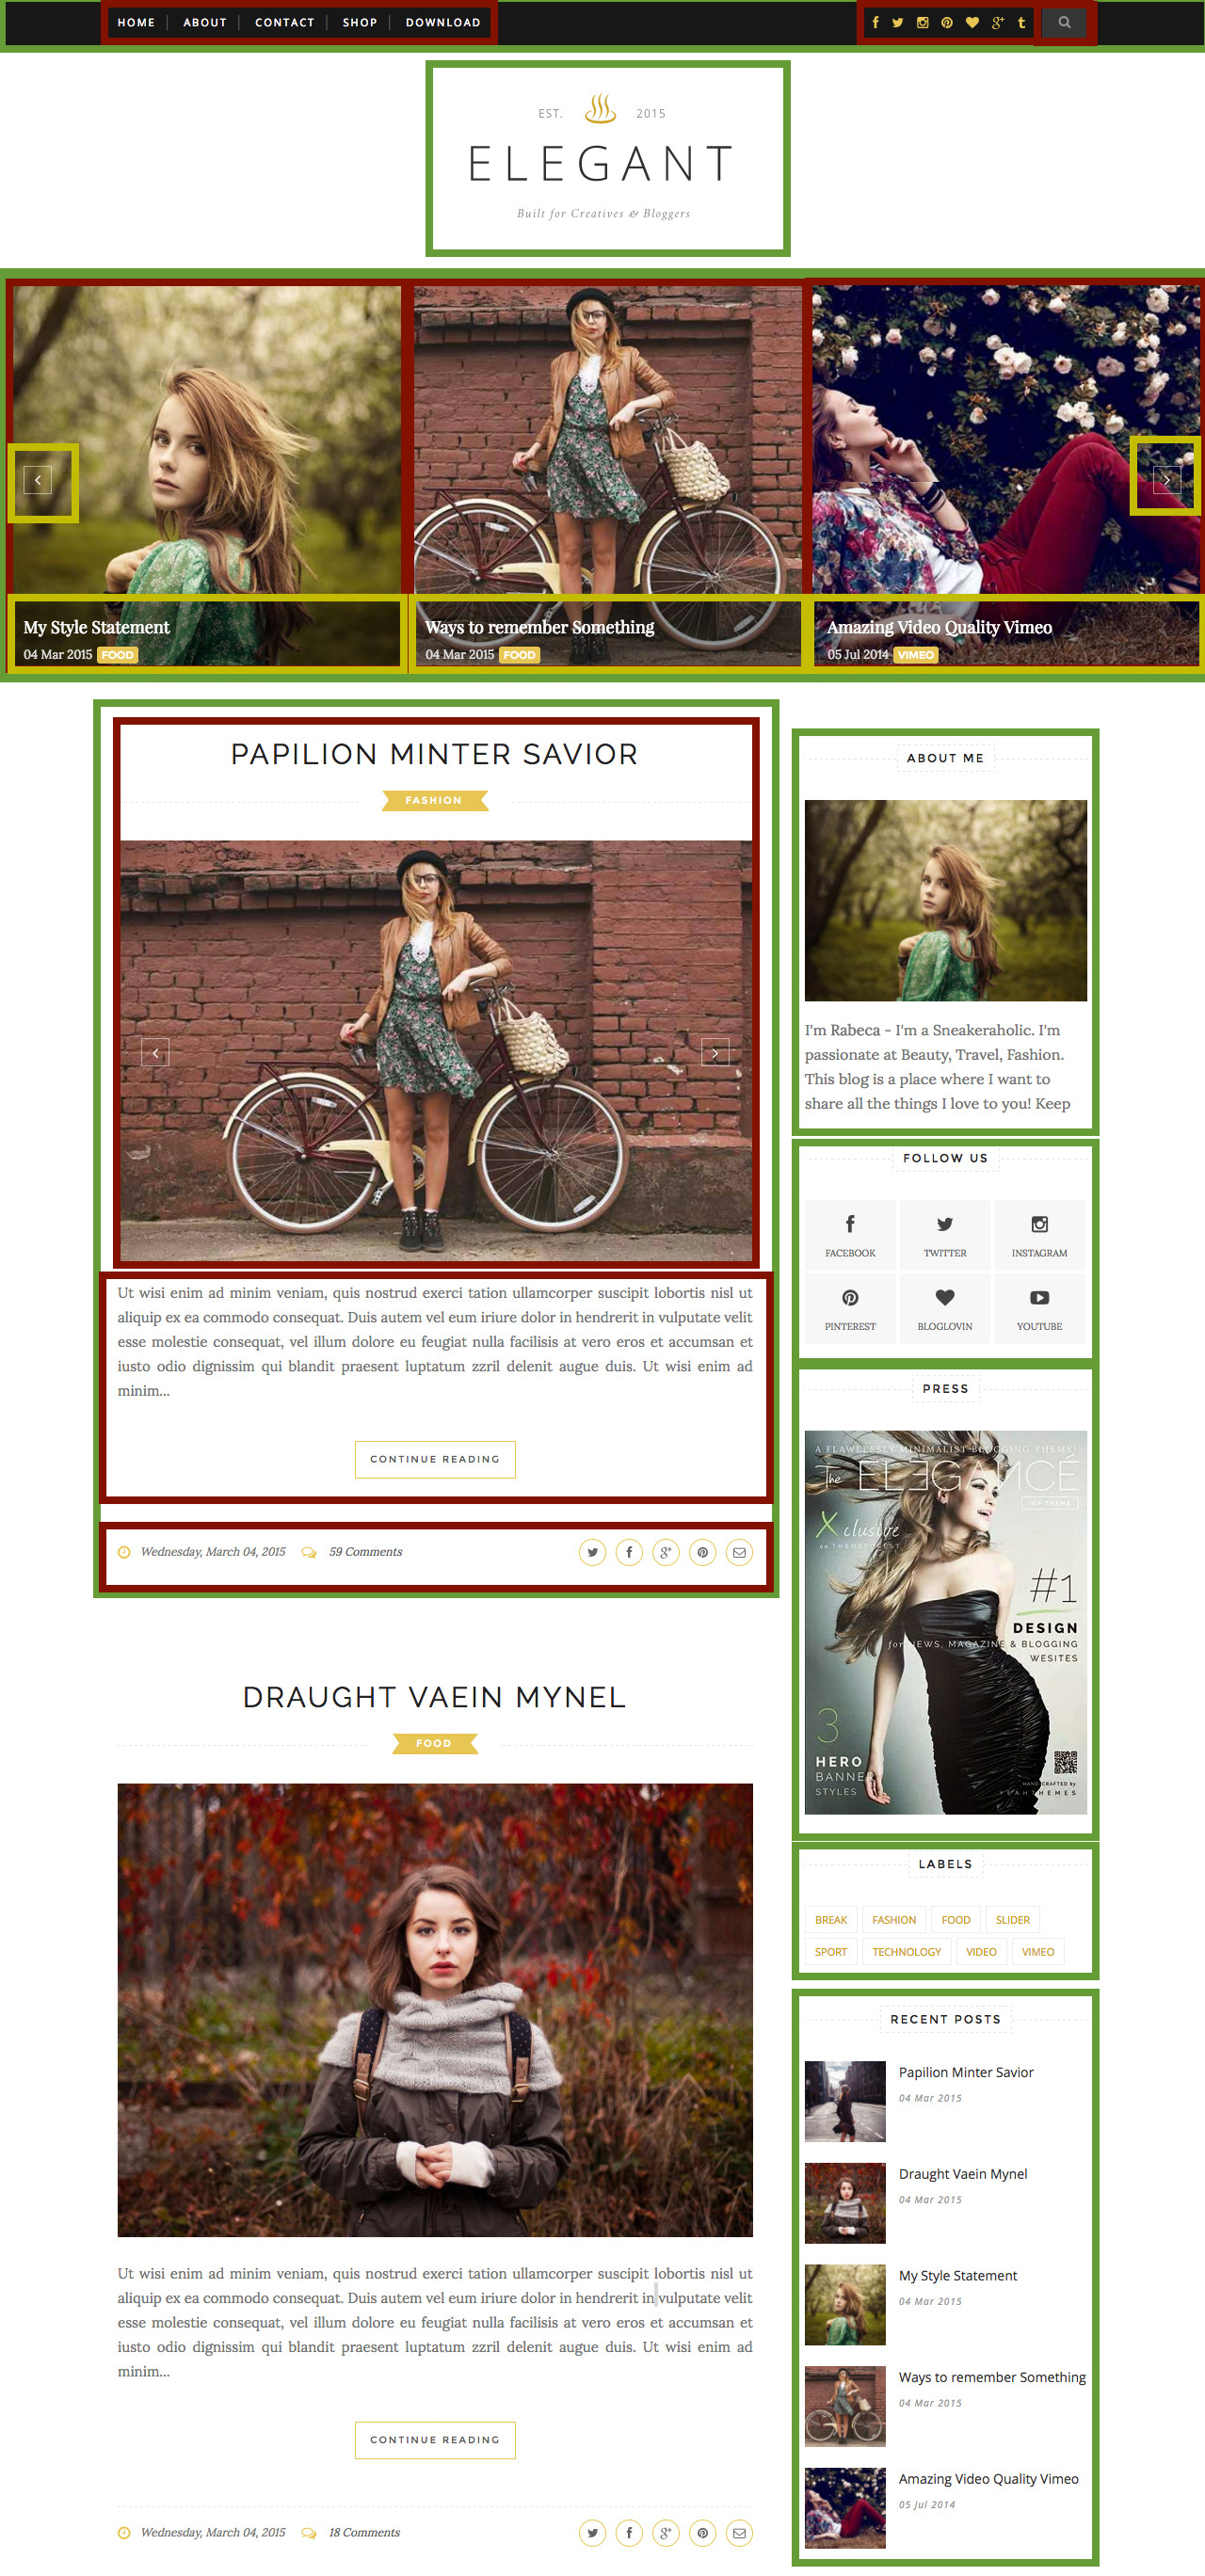 HOME ABOUT CONTACT SHOP DOWNLOAD
EST. 2015
ELEGANT
Built for Creatives & Bloggers
My Style Statement
04 Mar 2015 FOOD
Ways to remember Something
04 Mar 2015 FOOD
Amazing Video Quality Vimeo
05 Jul 2014 VIMEO
PAPILION MINTER SAVIOR
FASHION
Ut wisi enim ad minim veniam, quis nostrud exerci tation ullamcorper suscipit lobortis nisl ut
aliquip ex ea commodo consequat. Duis autem vel eum iriure dolor in hendrerit in vulputate velit
esse molestie consequat, vel illum dolore eu feugiat nulla facilisis at vero eros et accumsan et
iusto odio dignissim qui blandit praesent luptatum zzril delenit augue duis. Ut wisi enim ad
minim...
CONTINUE READING
Wednesday, March 04, 2015 59 Comments
DRAUGHT VAEIN MYNEL
FOOD
Ut wisi enim ad minim veniam, quis nostrud exerci tation ullamcorper suscipit lobortis nisl ut
aliquip ex ea commodo consequat. Duis autem vel eum iriure dolor in hendrerit in vulputate velit
esse molestie consequat, vel illum dolore eu feugiat nulla facilisis at vero eros et accumsan et
iusto odio dignissim qui blandit praesent luptatum zzril delenit augue duis. Ut wisi enim ad
minim...
CONTINUE READING
Wednesday, March 04, 2015 18 Comments
ABOUT ME
I'm Rabeca - I'm a Sneakeraholic. I'm
passionate at Beauty, Travel, Fashion.
This blog is a place where I want to
share all the things I love to you! Keep
FOLLOW US
FACEBOOK TWITTER INSTAGRAM
PINTEREST BLOGLOVIN YOUTUBE
PRESS
A FLAWLESSLY MINIMALIST BLOGGING THEME!
The ELEGANCÉ
WP THEME
Xclusive
on THEMEFOREST
#1
DESIGN
for NEWS, MAGAZINE & BLOGGING
WESITES
3
HERO
BANNER
STYLES
HANDCRAFTED by
YEAHTHEMES
LABELS
BREAK FASHION FOOD SLIDER
SPORT TECHNOLOGY VIDEO VIMEO
RECENT POSTS
Papilion Minter Savior
04 Mar 2015
Draught Vaein Mynel
04 Mar 2015
My Style Statement
04 Mar 2015
Ways to remember Something
04 Mar 2015
Amazing Video Quality Vimeo
05 Jul 2014